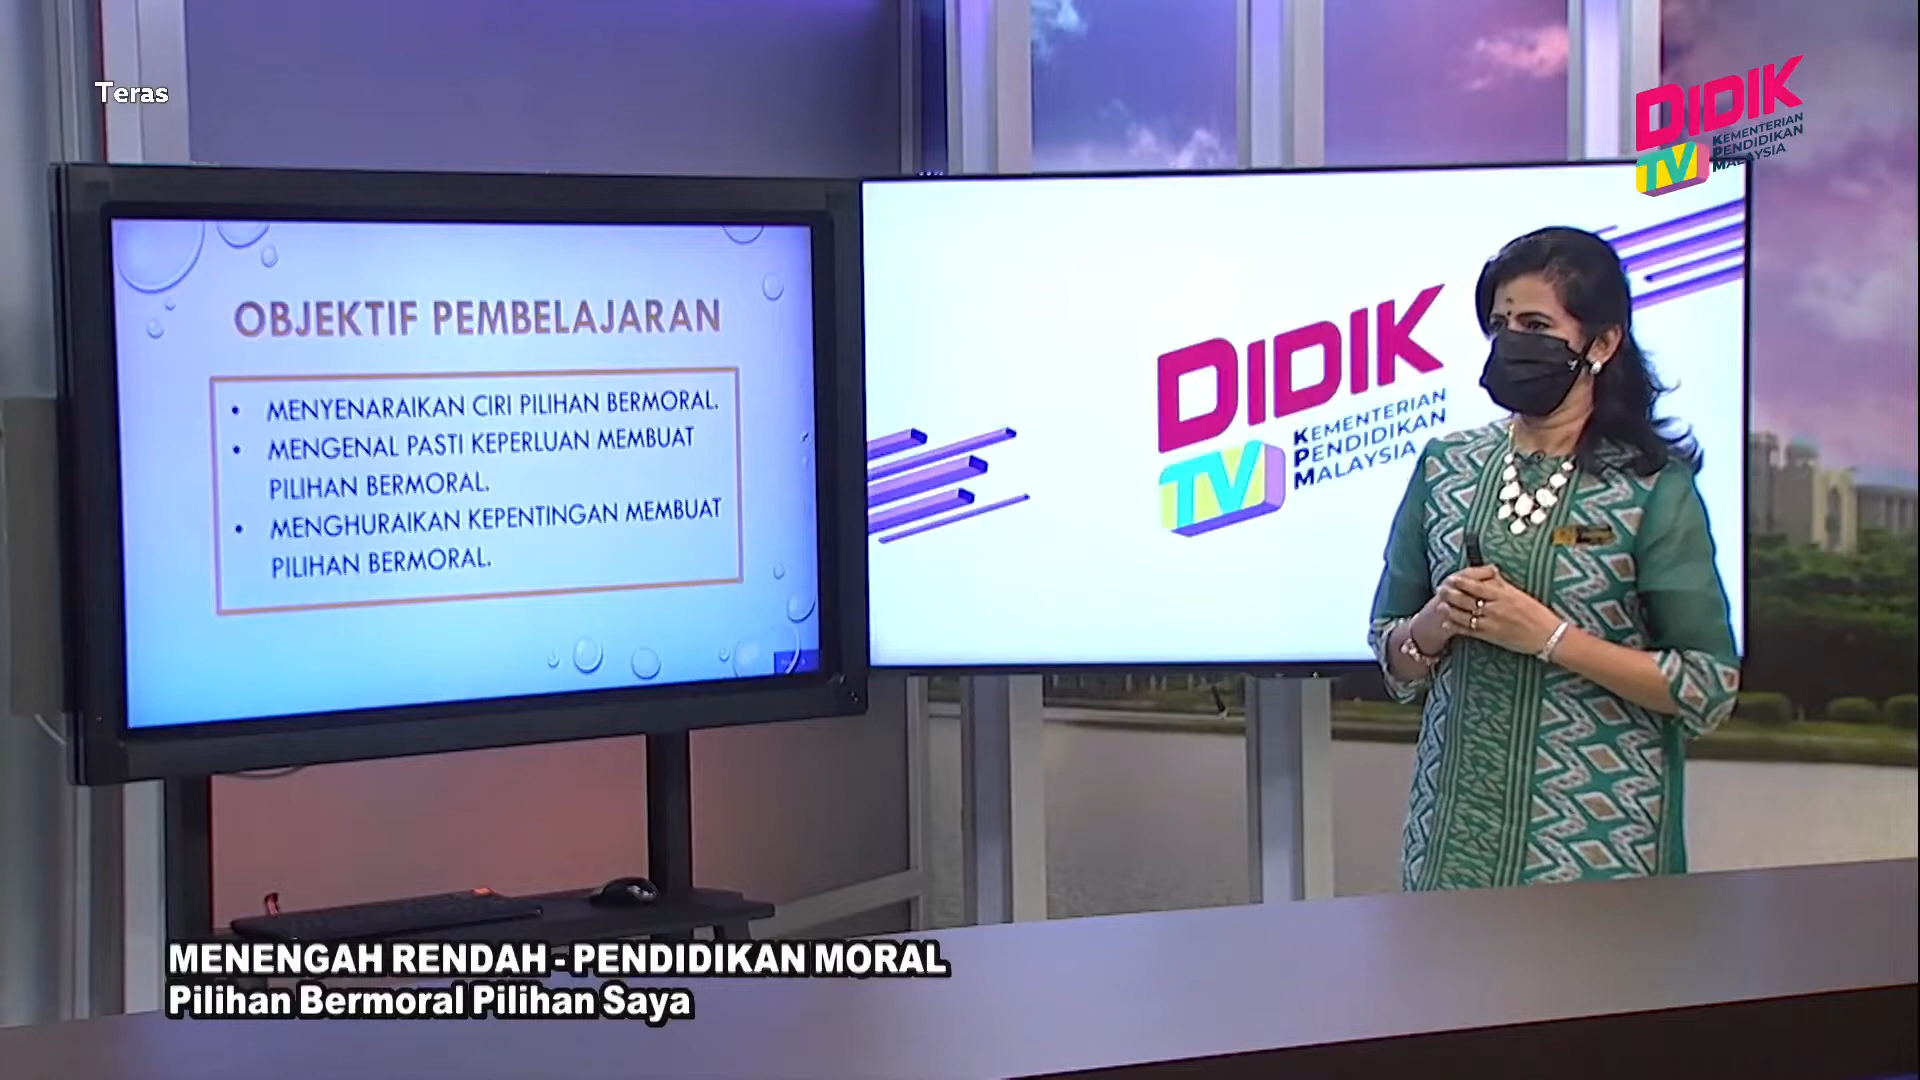 Teras
DIDIK
TV
KEMENTERIAN
PENDIDIKAN
MALAYSIA
OBJEKTIF PEMBELAJARAN
• MENYENARAIKAN CIRI PILIHAN BERMORAL.
• MENGENAL PASTI KEPERLUAN MEMBUAT
PILIHAN BERMORAL.
• MENGHURAIKAN KEPENTINGAN MEMBUAT
PILIHAN BERMORAL.
DIDIK
TV
KEMENTERIAN
PENDIDIKAN
MALAYSIA
MENENGAH RENDAH - PENDIDIKAN MORAL
Pilihan Bermoral Pilihan Saya